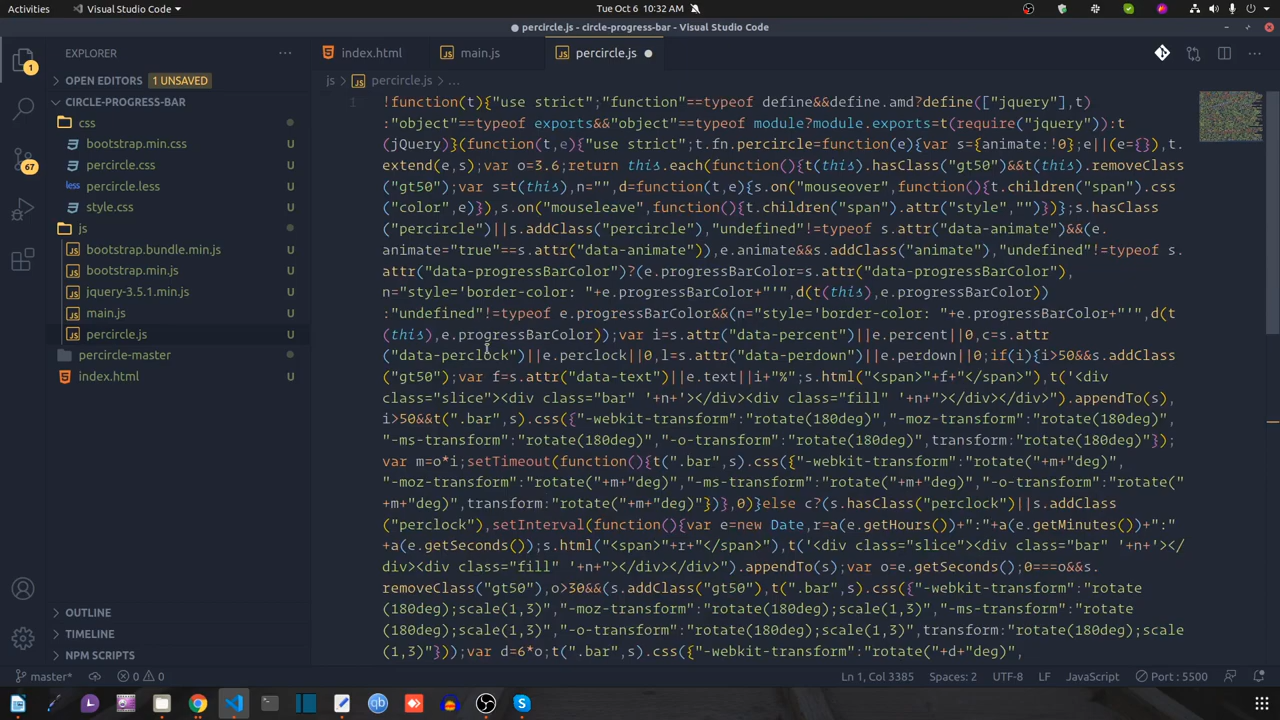 Activities
Visual Studio Code
Tue Oct 6 10:32 AM
percircle.js - circle-progress-bar - Visual Studio Code
EXPLORER
index.html
main.js
percircle.js
OPEN EDITORS
1 UNSAVED
js
percircle.js
...
CIRCLE-PROGRESS-BAR
css
bootstrap.min.css U
percircle.css U
percircle.less U
style.css U
js
bootstrap.bundle.min.js U
bootstrap.min.js U
jquery-3.5.1.min.js U
main.js U
percircle.js U
percircle-master
index.html U
OUTLINE
TIMELINE
NPM SCRIPTS
1
67
1
!function(t){"use strict";"function"==typeof define&&define.amd?define(["jquery"],t)
:"object"==typeof exports&&"object"==typeof module?module.exports=t(require("jquery")):t
(jQuery)}(function(t,e){"use strict";t.fn.percircle=function(e){var s={animate:!0};e||(e={}),t.
extend(e,s);var o=3.6;return this.each(function(){t(this).hasClass("gt50")&&t(this).removeClass
("gt50");var s=t(this),n="",d=function(t,e){s.on("mouseover",function(){t.children("span").css
("color",e)}),s.on("mouseleave",function(){t.children("span").attr("style","")})};s.hasClass
("percircle")||s.addClass("percircle"),"undefined"!=typeof s.attr("data-animate")&&(e.
animate="true"==s.attr("data-animate")),e.animate&&s.addClass("animate"),"undefined"!=typeof s.
attr("data-progressBarColor")?(e.progressBarColor=s.attr("data-progressBarColor"),
n="style='border-color: "+e.progressBarColor+"'",d(t(this),e.progressBarColor))
:"undefined"!=typeof e.progressBarColor&&(n="style='border-color: "+e.progressBarColor+"'",d(t
(this),e.progressBarColor));var i=s.attr("data-percent")||e.percent||0,c=s.attr
("data-perclock")||e.perclock||0,l=s.attr("data-perdown")||e.perdown||0;if(i){i>50&&s.addClass
("gt50");var f=s.attr("data-text")||e.text||i+"%";s.html("<span>"+f+"</span>"),t('<div
class="slice"><div class="bar" '+n+'></div><div class="fill" '+n+'></div></div>').appendTo(s),
i>50&&t(".bar",s).css({"-webkit-transform":"rotate(180deg)","-moz-transform":"rotate(180deg)",
"-ms-transform":"rotate(180deg)","-o-transform":"rotate(180deg)",transform:"rotate(180deg)"});
var m=o*i;setTimeout(function(){t(".bar",s).css({"-webkit-transform":"rotate("+m+"deg)",
"-moz-transform":"rotate("+m+"deg)","-ms-transform":"rotate("+m+"deg)","-o-transform":"rotate("
+m+"deg)",transform:"rotate("+m+"deg)"})},0)}else c?(s.hasClass("perclock")||s.addClass
("perclock"),setInterval(function(){var e=new Date,r=a(e.getHours())+":"+a(e.getMinutes())+":"
+a(e.getSeconds());s.html("<span>"+r+"</span>"),t('<div class="slice"><div class="bar" '+n+'></
div><div class="fill" '+n+'></div></div>').appendTo(s);var o=e.getSeconds();0===o&&s.
removeClass("gt50"),o>30&&(s.addClass("gt50"),t(".bar",s).css({"-webkit-transform":"rotate
(180deg);scale(1,3)","-moz-transform":"rotate(180deg);scale(1,3)","-ms-transform":"rotate
(180deg);scale(1,3)","-o-transform":"rotate(180deg);scale(1,3)",transform:"rotate(180deg);scale
(1,3)"}));var d=6*o;t(".bar",s).css({"-webkit-transform":"rotate("+d+"deg)",
master*
0
0
Ln 1, Col 3385
Spaces: 2
UTF-8
LF
JavaScript
Port : 5500